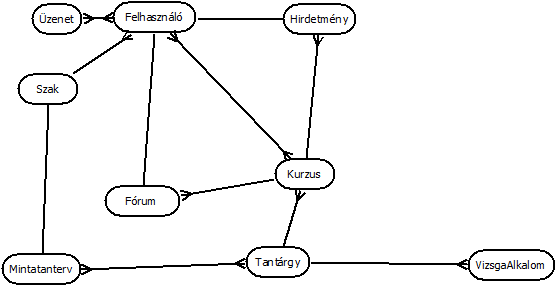 Üzenet
Felhasználó
Hirdetmény
Szak
Kurzus
Fórum
Mintatanterv
Tantárgy
VizsgaAlkalom